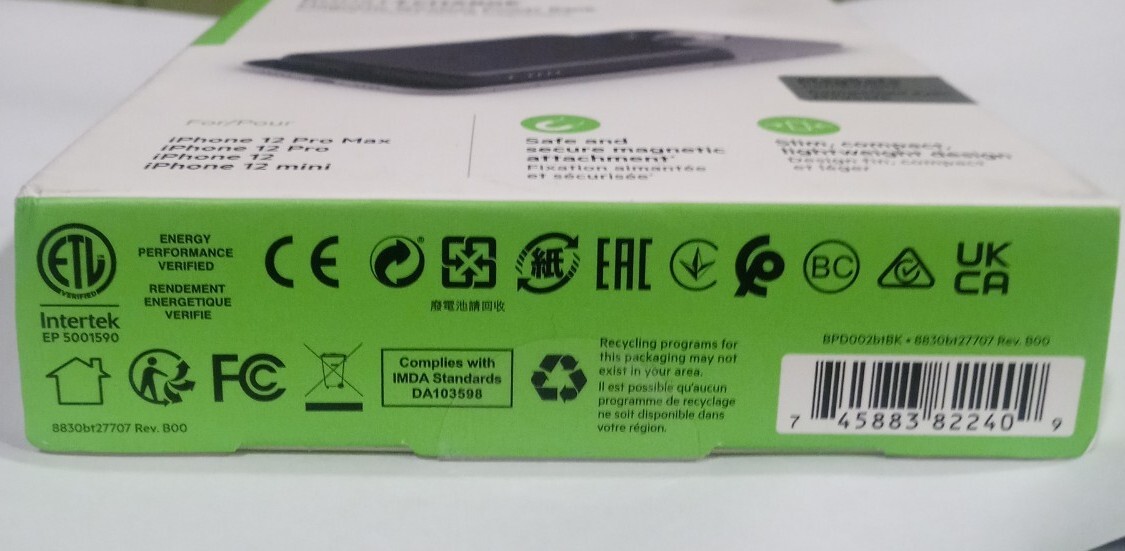 For/Pour
iPhone 12 Pro Max
iPhone 12 Pro
iPhone 12
iPhone 12 mini
Safe and
secure magnetic
attachment
fixation aimantée
et sécurisée
Slim, compact,
lightweight design
Design fin, compact
et léger
ETL
VERIFIED
Intertek
EP 5001590
ENERGY
PERFORMANCE
VERIFIED
RENDEMENT
ENERGETIQUE
VERIFIE
CE
廢電池請回收
紙
EAC
BC
UK
CA
FC
Complies with
IMDA Standards
DA103598
Recycling programs for
this packaging may not
exist in your area.
Il est possible qu'aucun
programme de recyclage
ne soit disponible dans
votre région.
BPD002btBK • 8830bt27707 Rev. B00
7 45883 82240 9
8830bt27707 Rev. B00